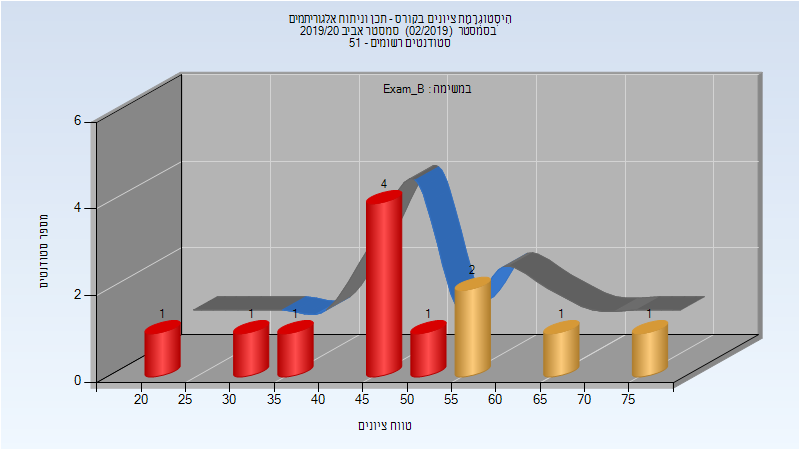 היסטוגרמת ציונים בקורס - תכן וניתוח אלגוריתמים
בסמסטר (02/2019) סמסטר אביב 2019/20
סטודנטים רשומים - 51
במשימה : Exam_B
מספר סטודנטים
6
4
2
0
1
1
1
4
1
2
1
1
20 25 30 35 40 45 50 55 60 65 70 75
טווח ציונים